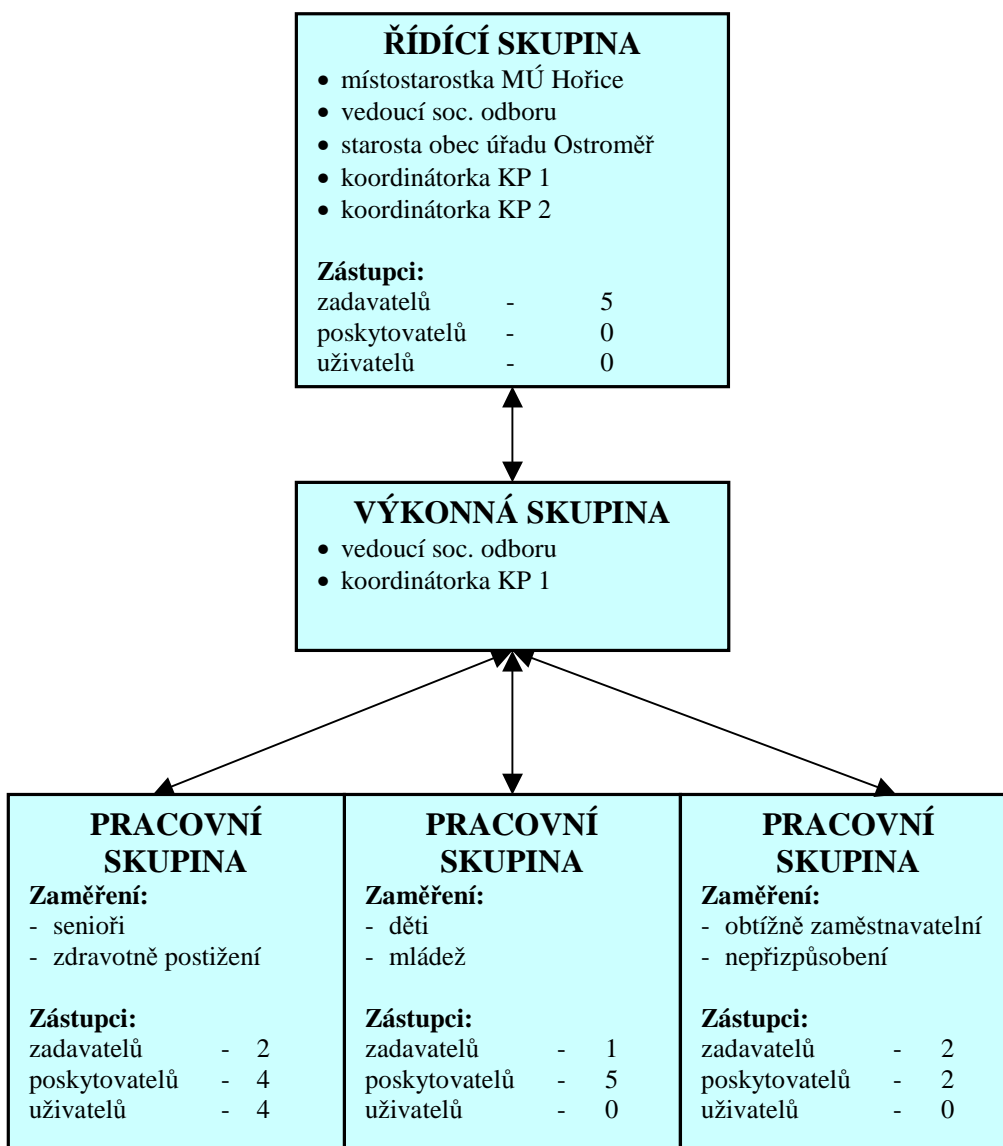 ŘÍDÍCÍ SKUPINA
• místostarostka MÚ Hořice
• vedoucí soc. odboru
• starosta obec úřadu Ostroměř
• koordinátorka KP 1
• koordinátorka KP 2
Zástupci:
zadavatelů - 5
poskytovatelů - 0
uživatelů - 0
VÝKONNÁ SKUPINA
• vedoucí soc. odboru
• koordinátorka KP 1
PRACOVNÍ
SKUPINA
Zaměření:
- senioři
- zdravotně postižení
Zástupci:
zadavatelů - 2
poskytovatelů - 4
uživatelů - 4
PRACOVNÍ
SKUPINA
Zaměření:
- děti
- mládež
Zástupci:
zadavatelů - 1
poskytovatelů - 5
uživatelů - 0
PRACOVNÍ
SKUPINA
Zaměření:
- obtížně zaměstnavatelní
- nepřizpůsobení
Zástupci:
zadavatelů - 2
poskytovatelů - 2
uživatelů - 0